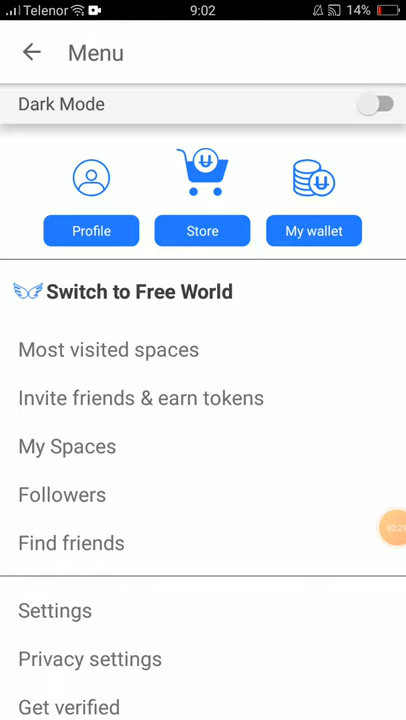 Telenor 9:02 14%
Menu
Dark Mode
Profile Store My wallet
Switch to Free World
Most visited spaces
Invite friends & earn tokens
My Spaces
Followers
Find friends
Settings
Privacy settings
Get verified